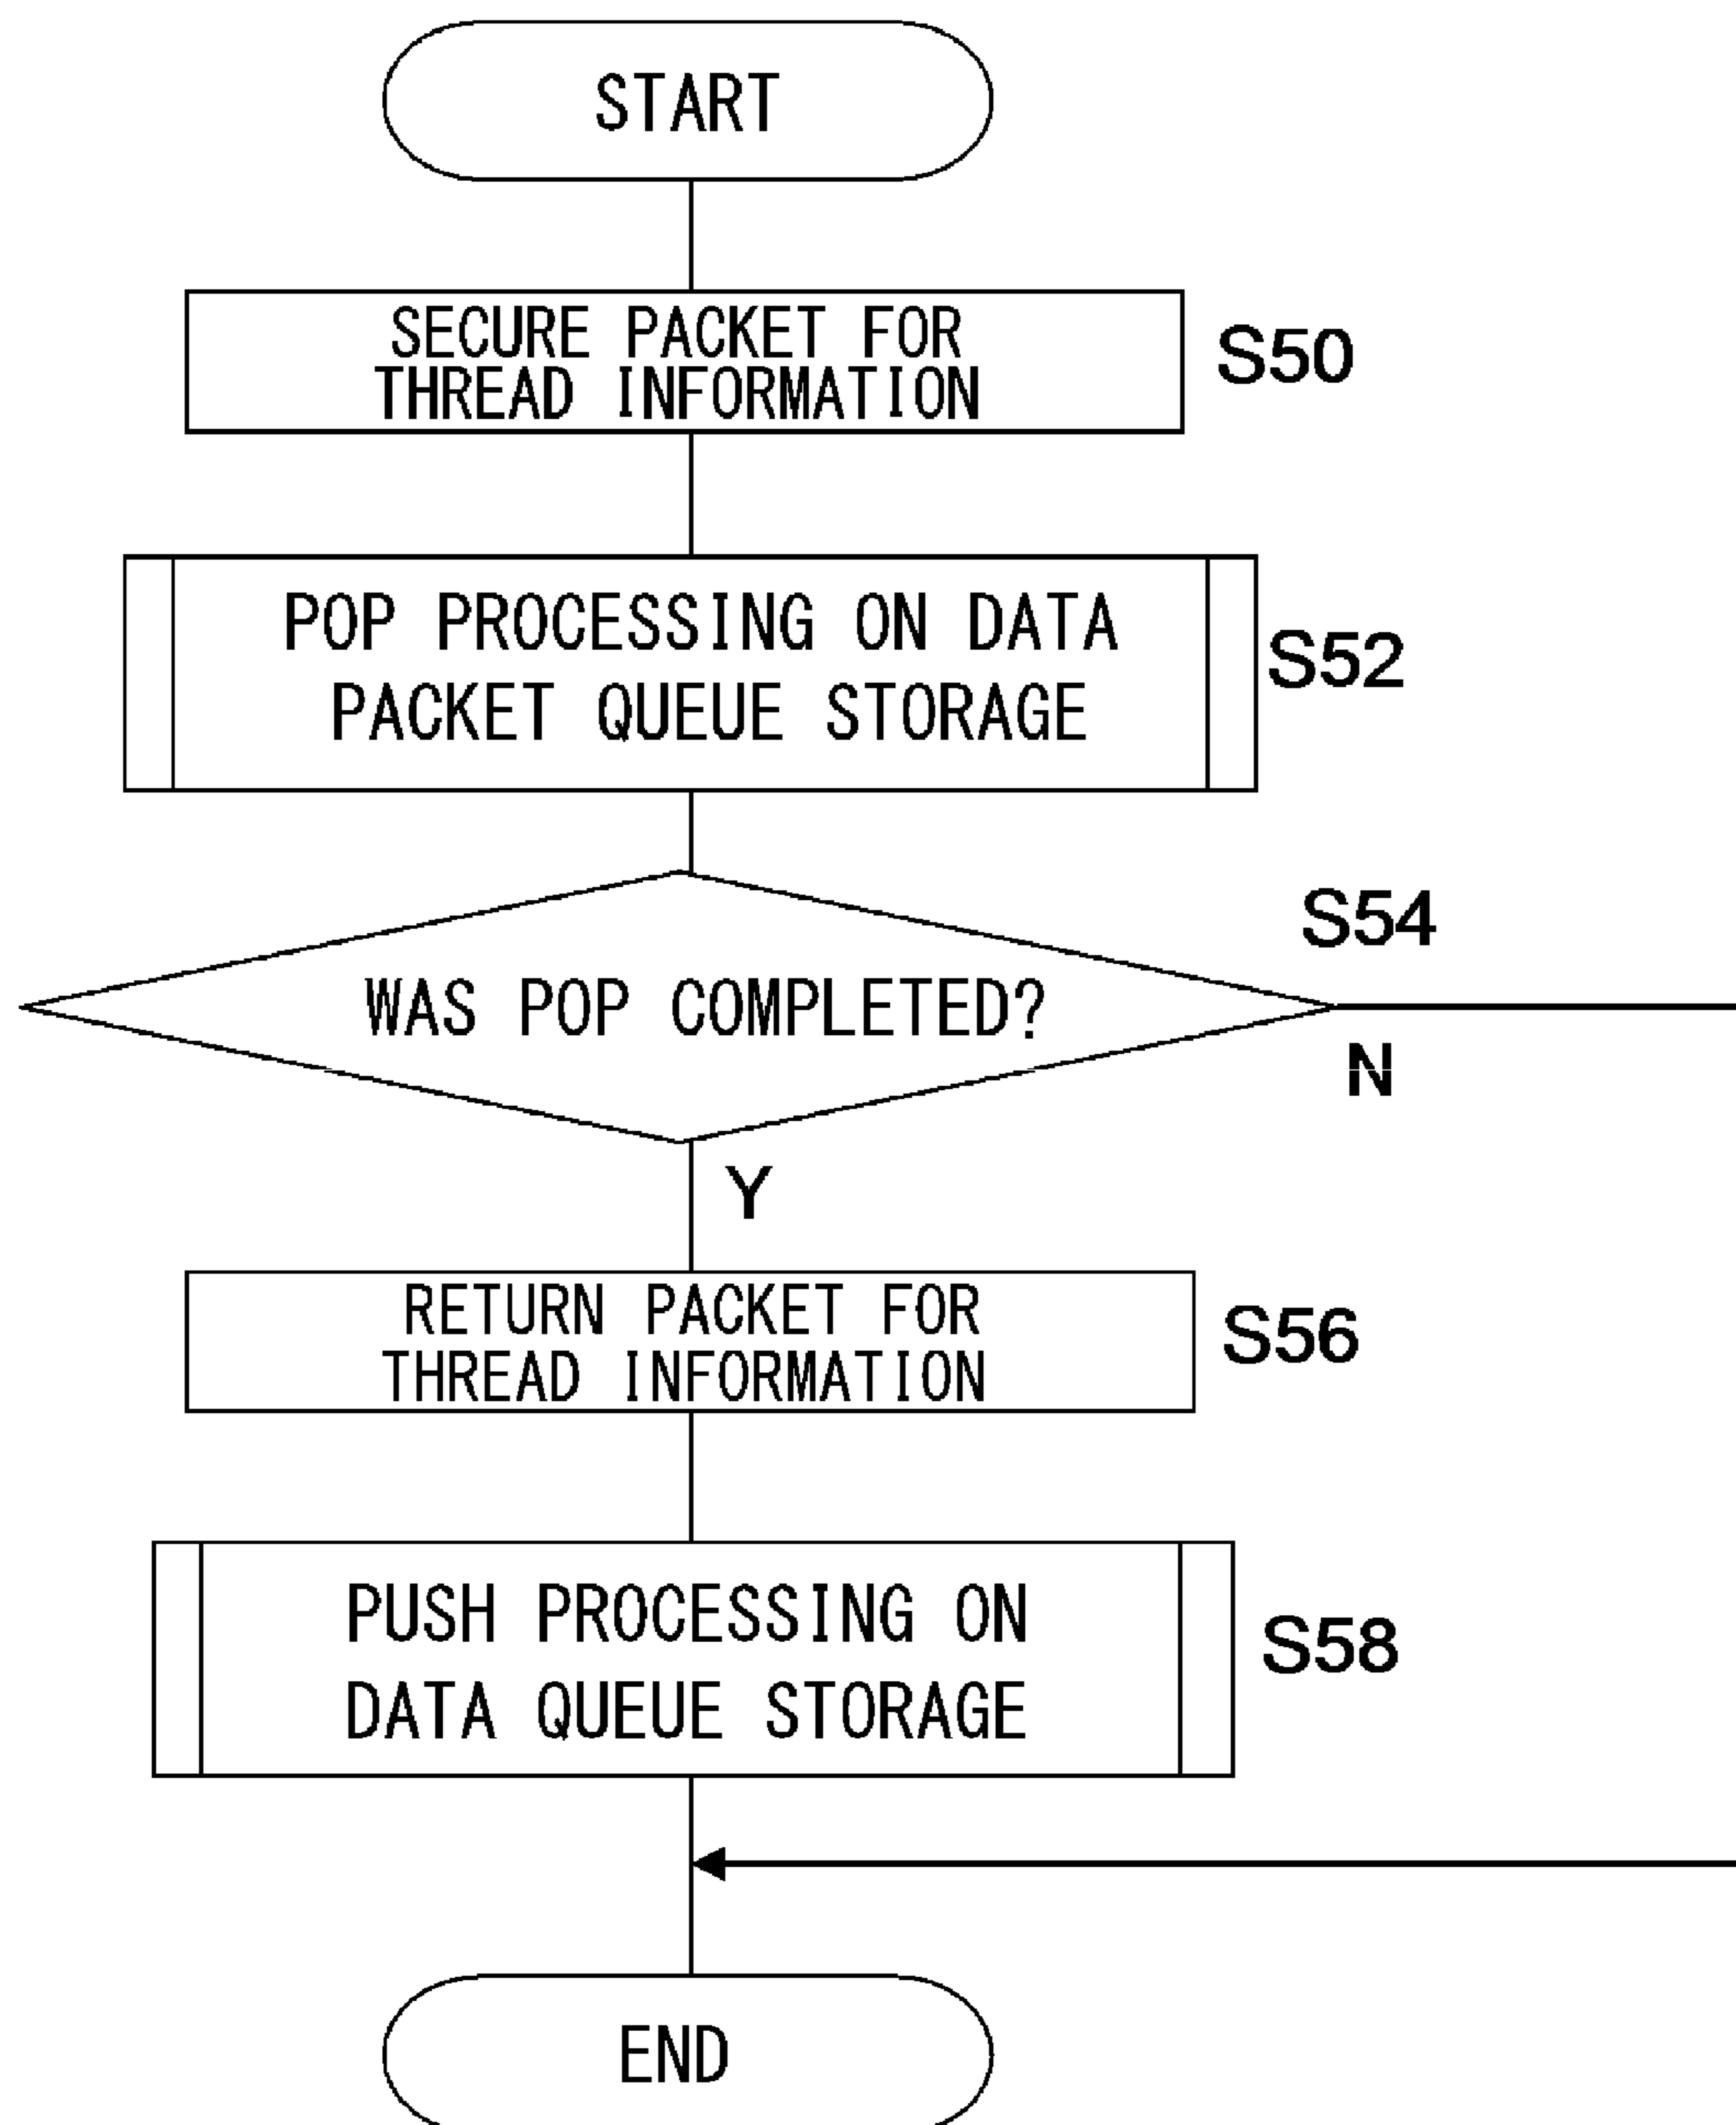 START
SECURE PACKET FOR
THREAD INFORMATION
S50
POP PROCESSING ON DATA
PACKET QUEUE STORAGE
S52
S54
WAS POP COMPLETED?
N
Y
RETURN PACKET FOR
THREAD INFORMATION
S56
PUSH PROCESSING ON
DATA QUEUE STORAGE
S58
END